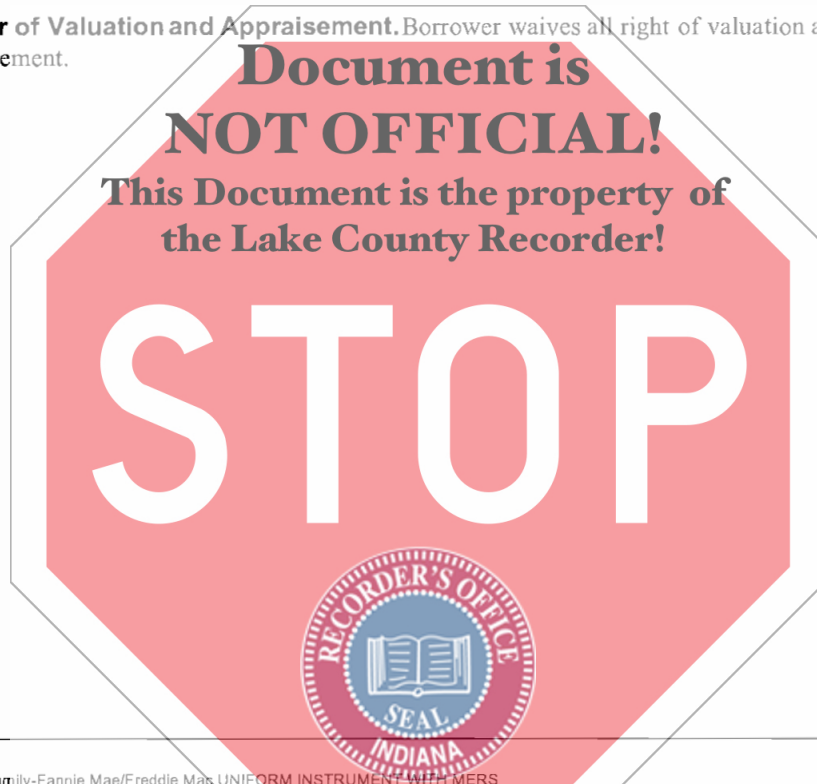 r of Valuation and Appraisement. Borrower waives all right of valuation a
ement.
Document is
NOT OFFICIAL!
This Document is the property of
the Lake County Recorder!
STOP
RECORDER'S OFFICE
SEAL
INDIANA
mily-Fannie Mae/Freddie Mac UNIFORM INSTRUMENT WITH MERS